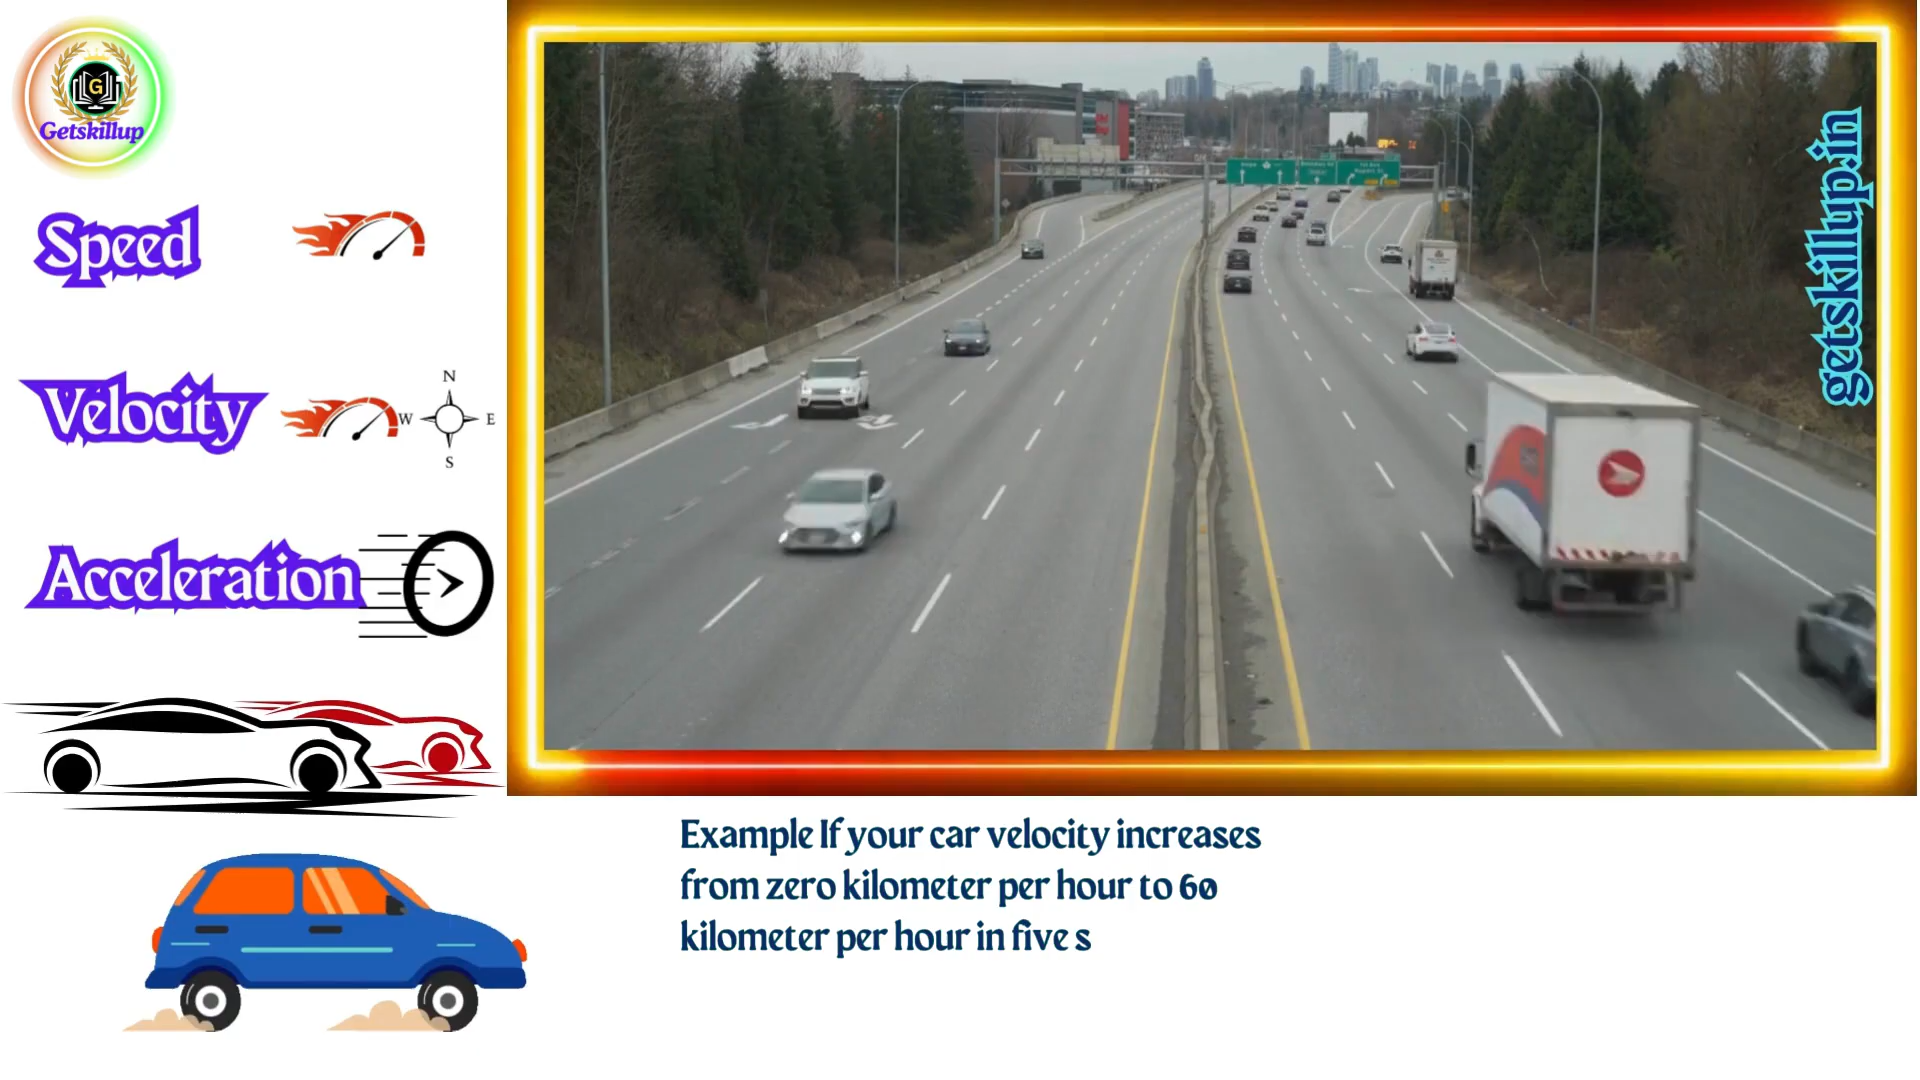 G
Getskillup
Speed
Velocity
N
W E
S
Acceleration
getskillup.in
Example If your car velocity increases
from zero kilometer per hour to 60
kilometer per hour in five s